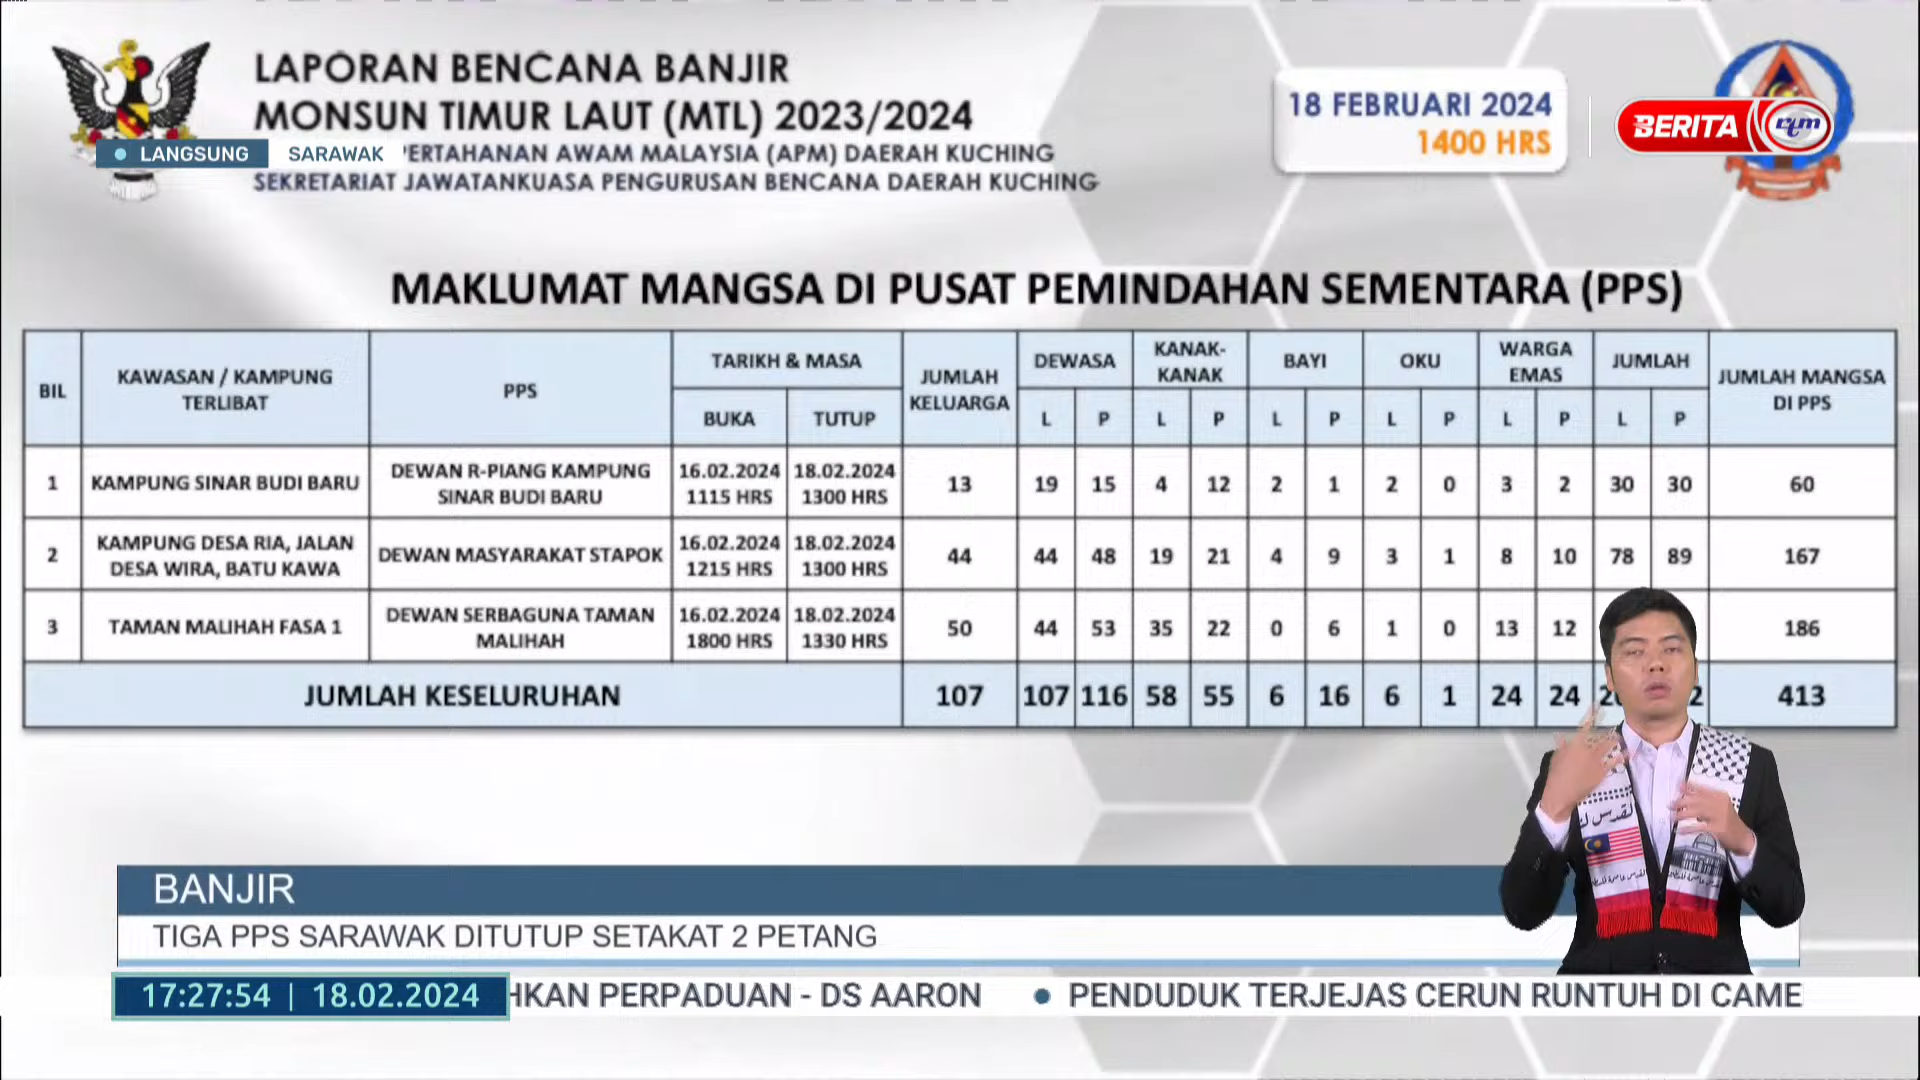 LAPORAN BENCANA BANJIR
MONSUN TIMUR LAUT (MTL) 2023/2024
LANGSUNG SARAWAK
AWAM MALAYSIA (APM) DAERAH KUCHING
SEKRETARIAT JAWATANKUASA PENGURUSAN BENCANA DAERAH KUCHING
18 FEBRUARI 2024
1400 HRS
BERITA rtm
MAKLUMAT MANGSA DI PUSAT PEMINDAHAN SEMENTARA (PPS)
BIL
KAWASAN / KAMPUNG
TERLIBAT
PPS
TARIKH & MASA
BUKA TUTUP
JUMLAH
KELUARGA
DEWASA
L P
KANAK-
KANAK
L P
BAYI
L P
OKU
L P
WARGA
EMAS
L P
JUMLAH
L P
JUMLAH MANGSA
DI PPS
1 KAMPUNG SINAR BUDI BARU
DEWAN R-PIANG KAMPUNG
SINAR BUDI BARU
16.02.2024
1115 HRS
18.02.2024
1300 HRS
13 19 15 4 12 2 1 2 0 3 2 30 30 60
2
KAMPUNG DESA RIA, JALAN
DESA WIRA, BATU KAWA
DEWAN MASYARAKAT STAPOK
16.02.2024
1215 HRS
18.02.2024
1300 HRS
44 44 48 19 21 4 9 3 1 8 10 78 89 167
3 TAMAN MALIHAH FASA 1
DEWAN SERBAGUNA TAMAN
MALIHAH
16.02.2024
1800 HRS
18.02.2024
1330 HRS
50 44 53 35 22 0 6 1 0 13 12 186
JUMLAH KESELURUHAN 107 107 116 58 55 6 16 6 1 24 24 413
BANJIR
TIGA PPS SARAWAK DITUTUP SETAKAT 2 PETANG
17:27:54 | 18.02.2024
HKAN PERPADUAN - DS AARON • PENDUDUK TERJEJAS CERUN RUNTUH DI CAME